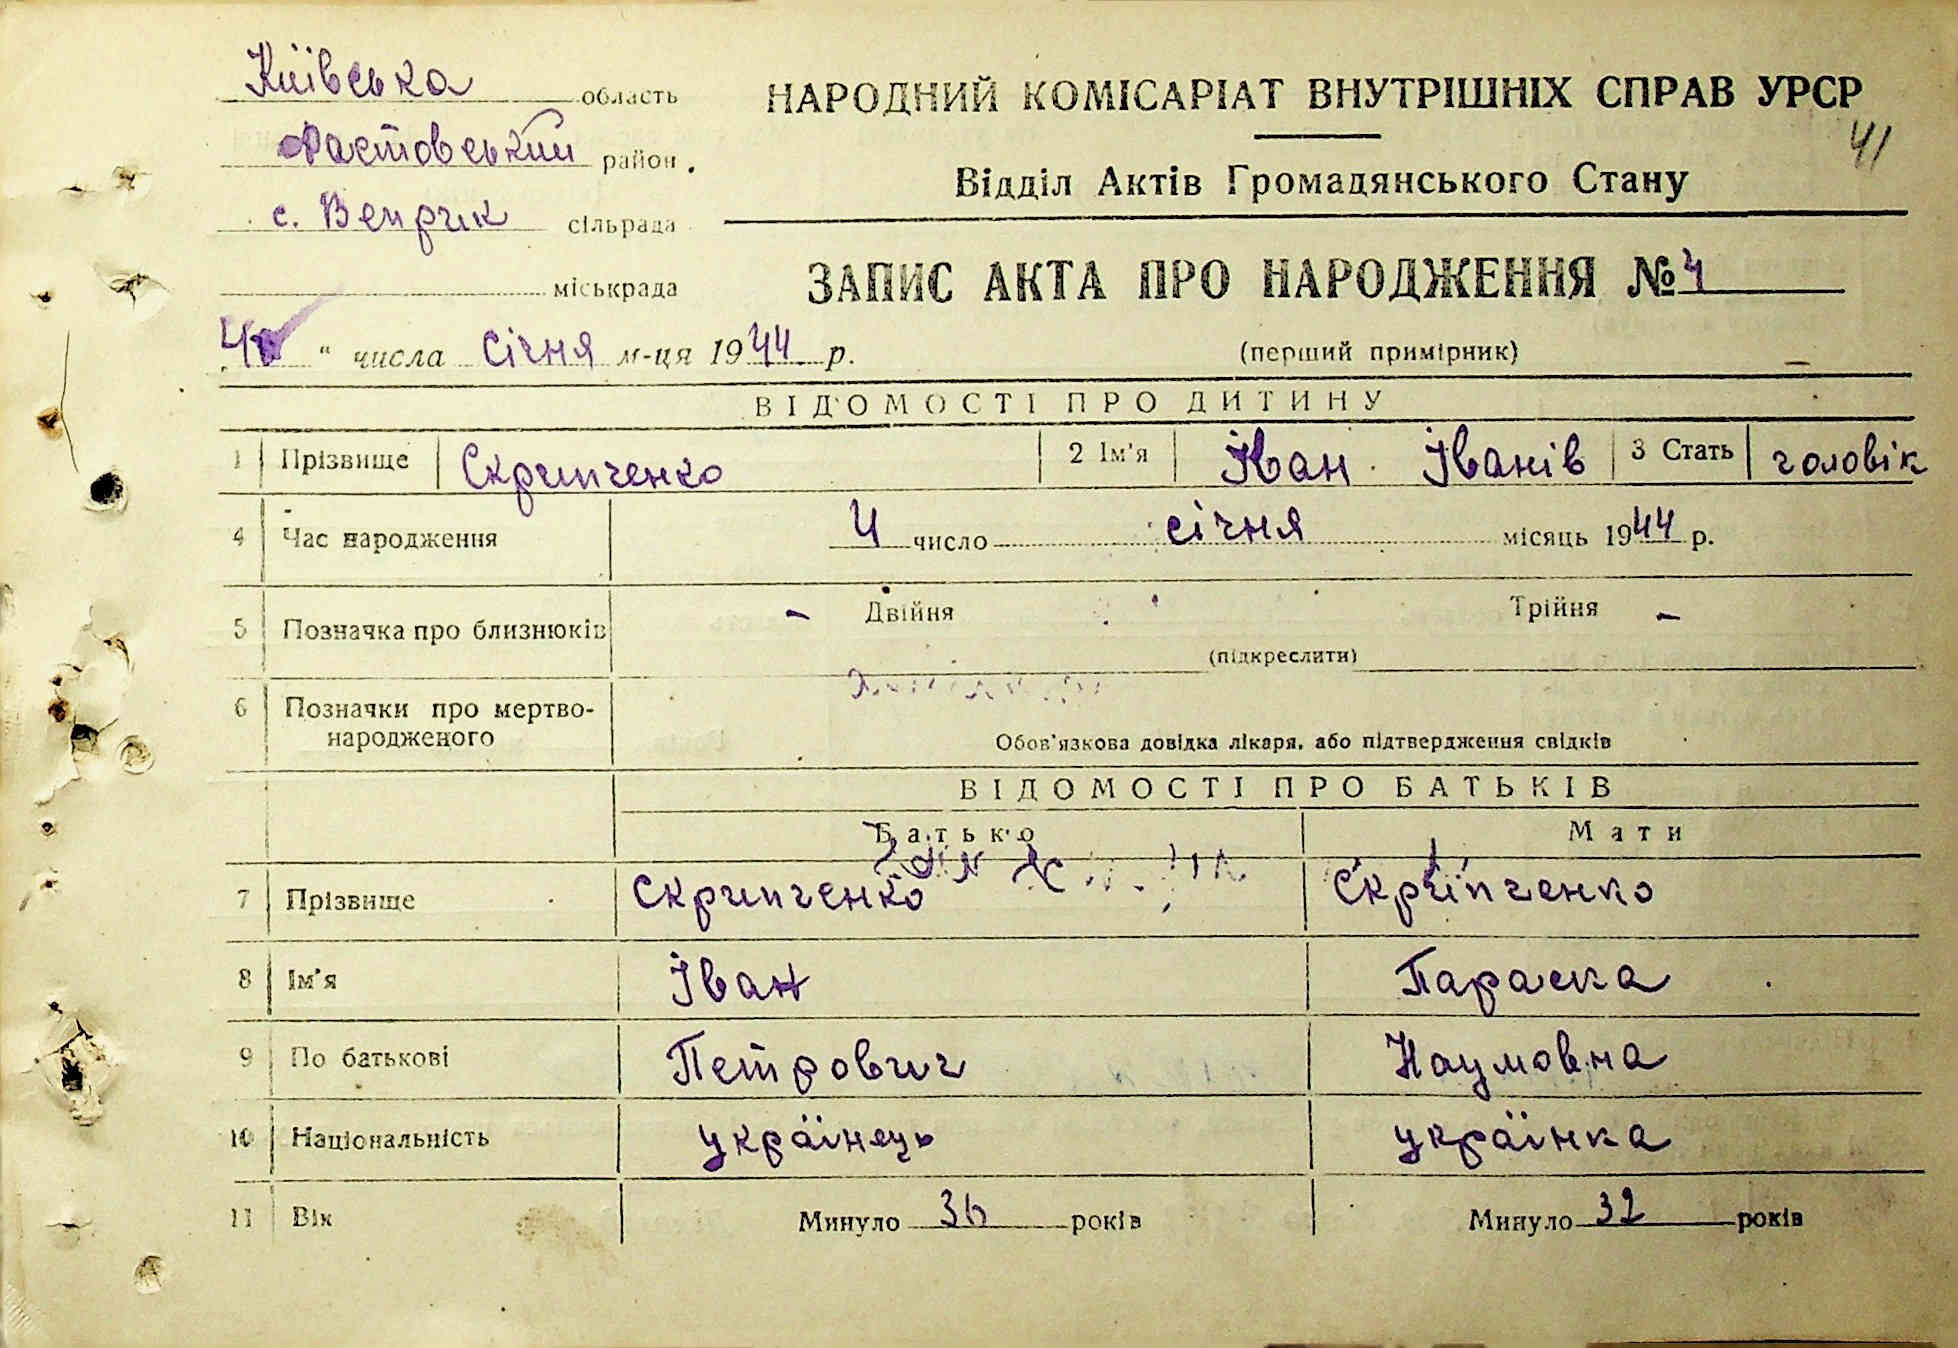 Київська область
НАРОДНИЙ КОМІСАРІАТ ВНУТРІШНІХ СПРАВ УРСР
41
Фастовський район
Відділ Актів Громадянського Стану
с. Веприк сільрада
міськрада
ЗАПИС АКТА ПРО НАРОДЖЕННЯ № 4
" числа січня м-ця 1944 р.
(перший примірник)
ВІДОМОСТІ ПРО ДИТИНУ
1 Прізвище Скрипченко 2 Ім'я Іван Іванів 3 Стать головік
4 Час народження 4 число січня місяць 1944 р.
5 Позначка про близнюків - Двійня Трійня -
(підкреслити)
6 Позначки про мертво-
народженого
Обов'язкова довідка лікаря, або підтвердження свідків
ВІДОМОСТІ ПРО БАТЬКІВ
Батько Мати
7 Прізвище Скрипченко Скрипченко
8 Ім'я Іван Параска
9 По батькові Петрович Наумовна
10 Національність українець українка
11 Вік Минуло 36 років Минуло 32 років